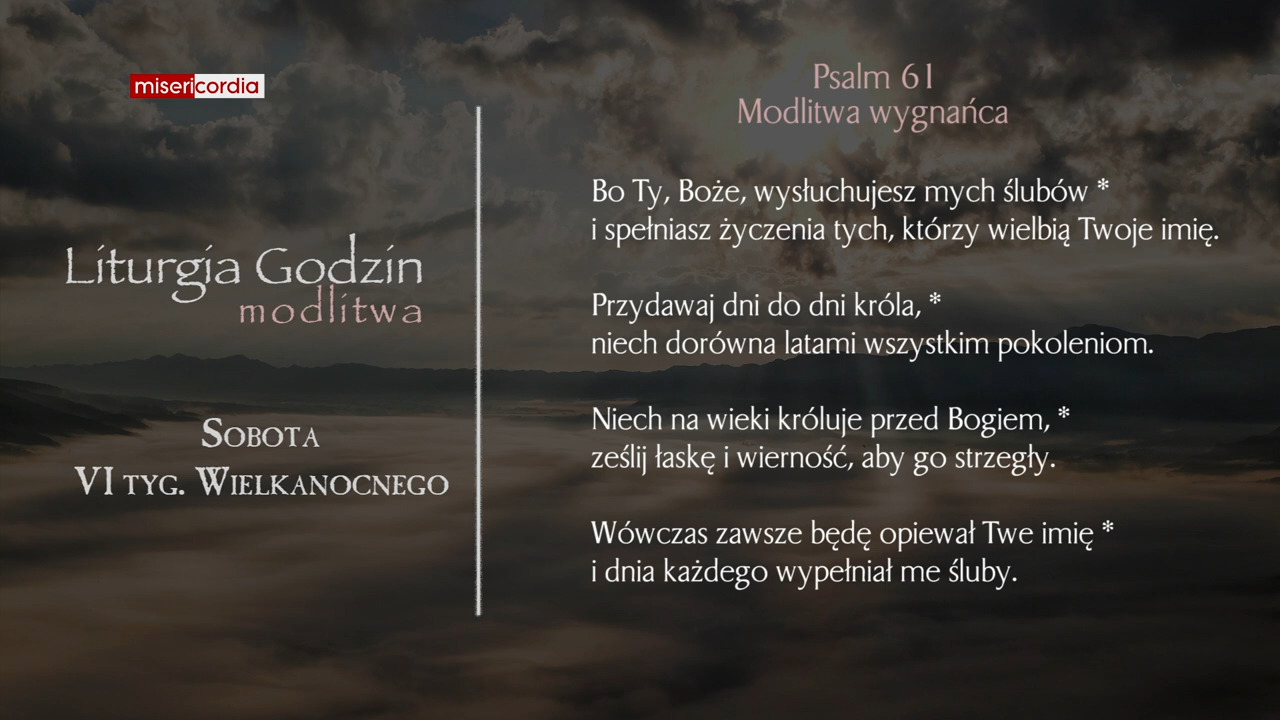 misericordia
Liturgia Godzin
modlitwa
Sobota
VI tyg. Wielkanocnego
Psalm 61
Modlitwa wygnańca
Bo Ty, Boże, wysłuchujesz mych ślubów *
i spełniasz życzenia tych, którzy wielbią Twoje imię.
Przydawaj dni do dni króla, *
niech dorówna latami wszystkim pokoleniom.
Niech na wieki króluje przed Bogiem, *
ześlij łaskę i wierność, aby go strzegły.
Wówczas zawsze będę opiewał Twe imię *
i dnia każdego wypełniał me śluby.